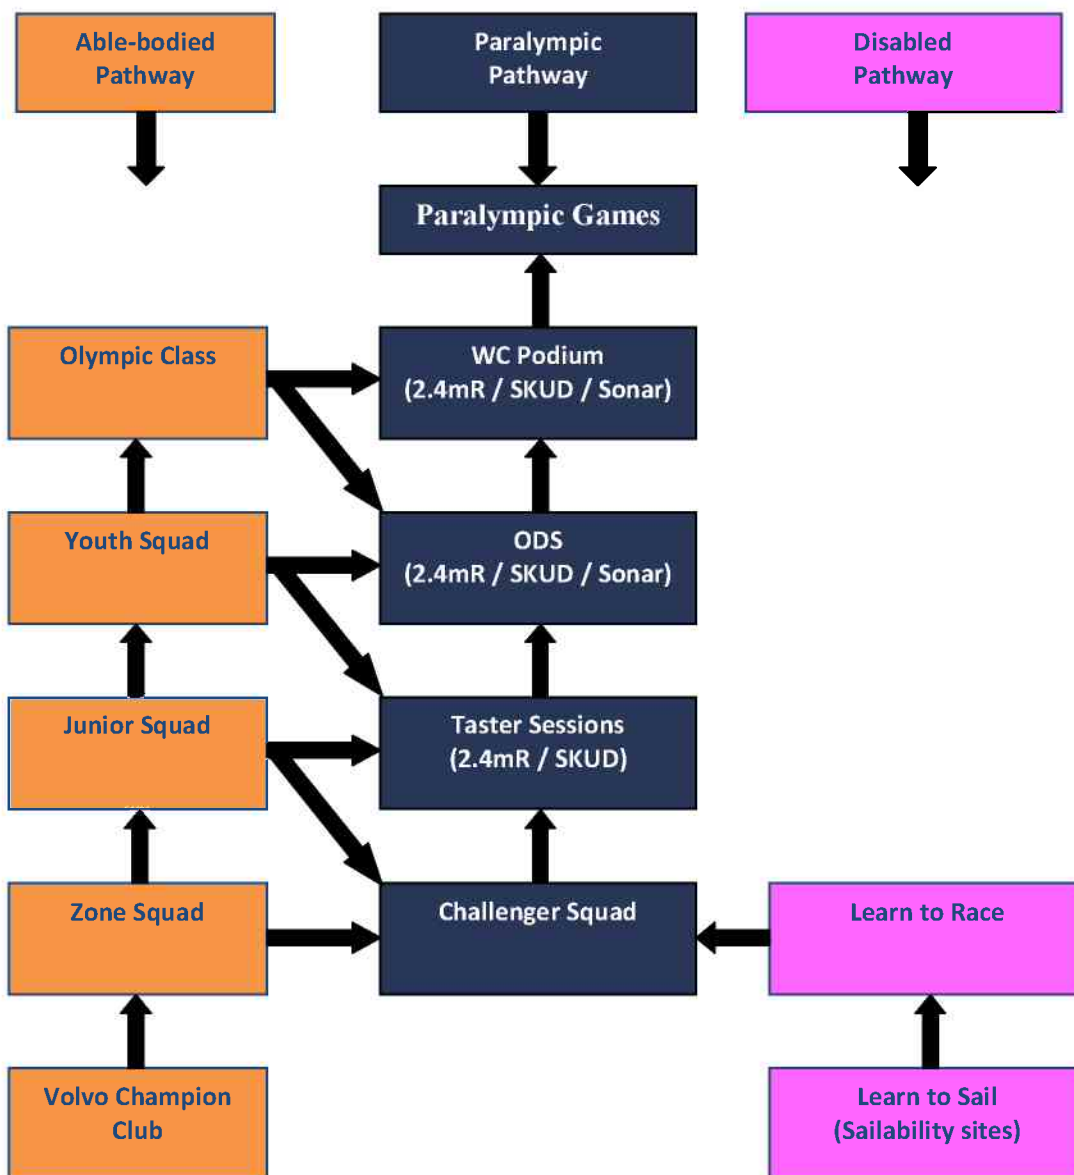 Able-bodied
Pathway
Paralympic
Pathway
Disabled
Pathway
Paralympic Games
Olympic Class
WC Podium
(2.4mR / SKUD / Sonar)
Youth Squad
ODS
(2.4mR / SKUD / Sonar)
Junior Squad
Taster Sessions
(2.4mR / SKUD)
Zone Squad
Challenger Squad
Learn to Race
Volvo Champion
Club
Learn to Sail
(Sailability sites)